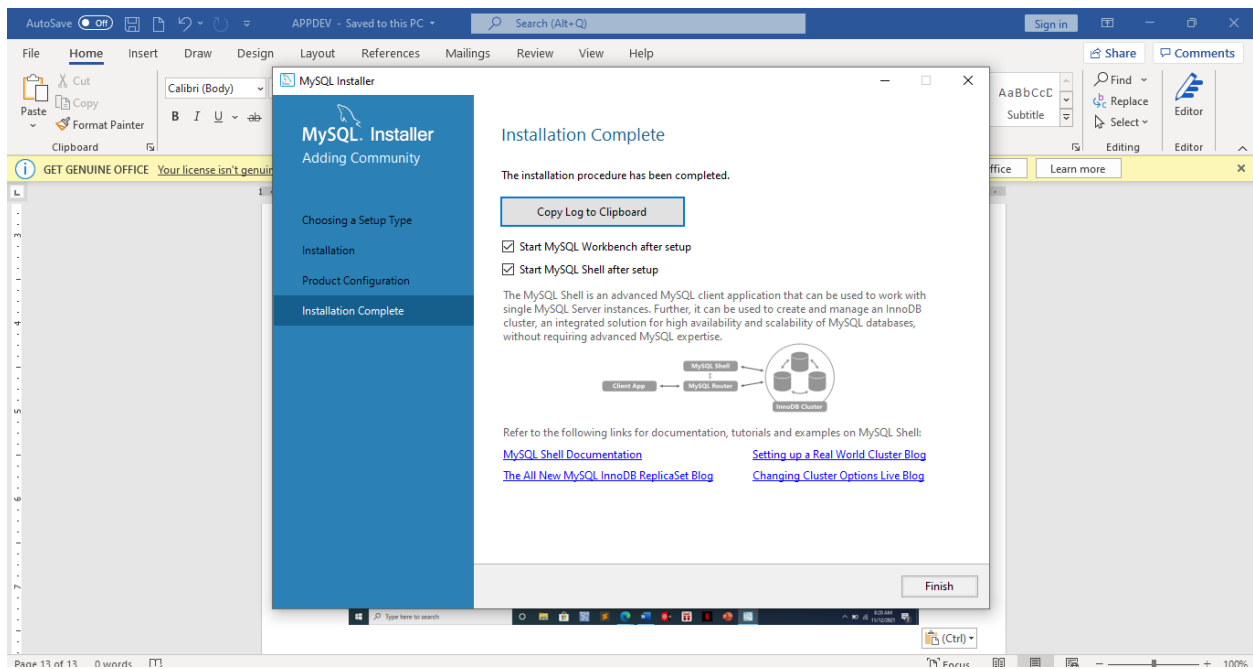 AutoSave Off APPDEV - Saved to this PC Search (Alt+Q) Sign in
File Home Insert Draw Design Layout References Mailings Review View Help Share Comments
Paste
Cut
Copy
Format Painter
Clipboard
Calibri (Body)
B I U ab
AaBbCcD
Subtitle
Find
Replace
Select
Editing
Editor
Editor
GET GENUINE OFFICE Your license isn't genuin
ffice Learn more
MySQL Installer
MySQL. Installer
Adding Community
Choosing a Setup Type
Installation
Product Configuration
Installation Complete
Installation Complete
The installation procedure has been completed.
Copy Log to Clipboard
Start MySQL Workbench after setup
Start MySQL Shell after setup
The MySQL Shell is an advanced MySQL client application that can be used to work with
single MySQL Server instances. Further, it can be used to create and manage an InnoDB
cluster, an integrated solution for high availability and scalability of MySQL databases,
without requiring advanced MySQL expertise.
MySQL Shell
Client App MySQL Router
InnoDB Cluster
Refer to the following links for documentation, tutorials and examples on MySQL Shell:
MySQL Shell Documentation Setting up a Real World Cluster Blog
The All New MySQL InnoDB ReplicaSet Blog Changing Cluster Options Live Blog
Finish
Type here to search
8:20 AM
11/12/2021
(Ctrl)
Page 13 of 13 0 words Focus 100%